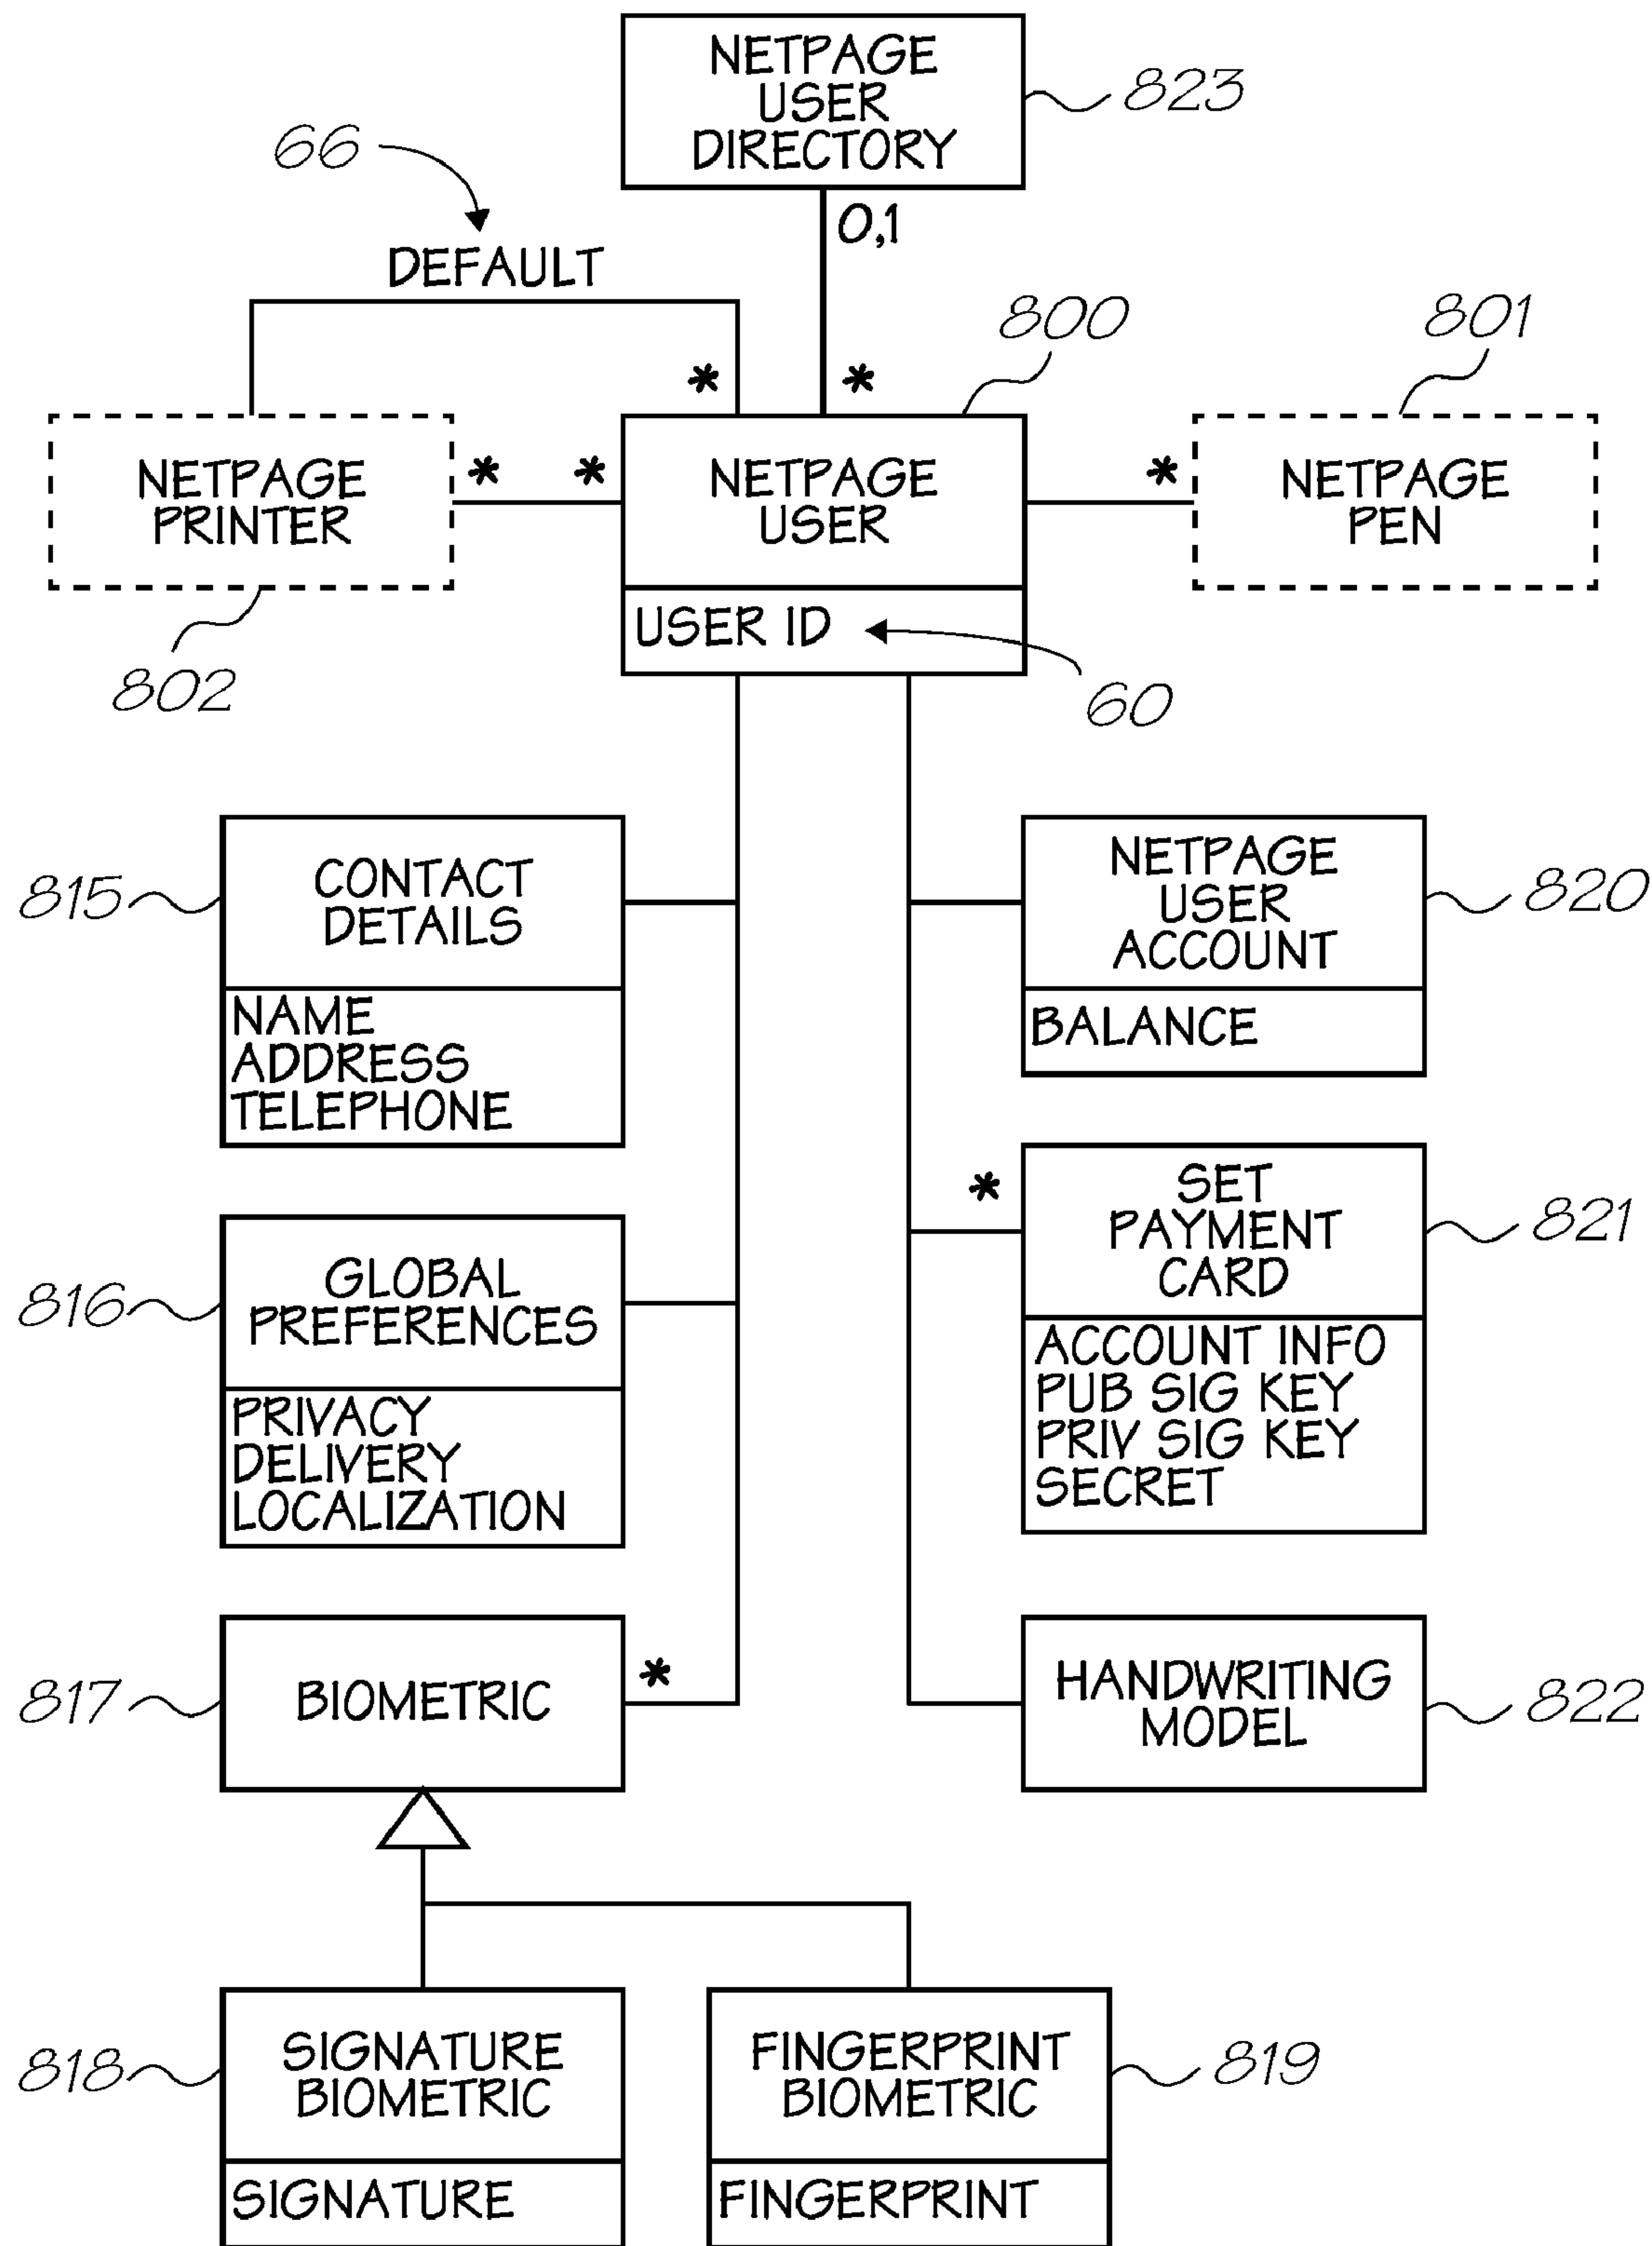 NETPAGE
USER
DIRECTORY
823
66
DEFAULT
0,1
800
801
*
*
NETPAGE
PRINTER
*
*
NETPAGE
USER
*
NETPAGE
PEN
USER ID
802
60
815
CONTACT
DETAILS
NAME
ADDRESS
TELEPHONE
NETPAGE
USER
ACCOUNT
820
BALANCE
816
GLOBAL
PREFERENCES
PRIVACY
DELIVERY
LOCALIZATION
*
SET
PAYMENT
CARD
821
ACCOUNT INFO
PUB SIG KEY
PRIV SIG KEY
SECRET
817
BIOMETRIC
*
HANDWRITING
MODEL
822
818
SIGNATURE
BIOMETRIC
SIGNATURE
FINGERPRINT
BIOMETRIC
819
FINGERPRINT